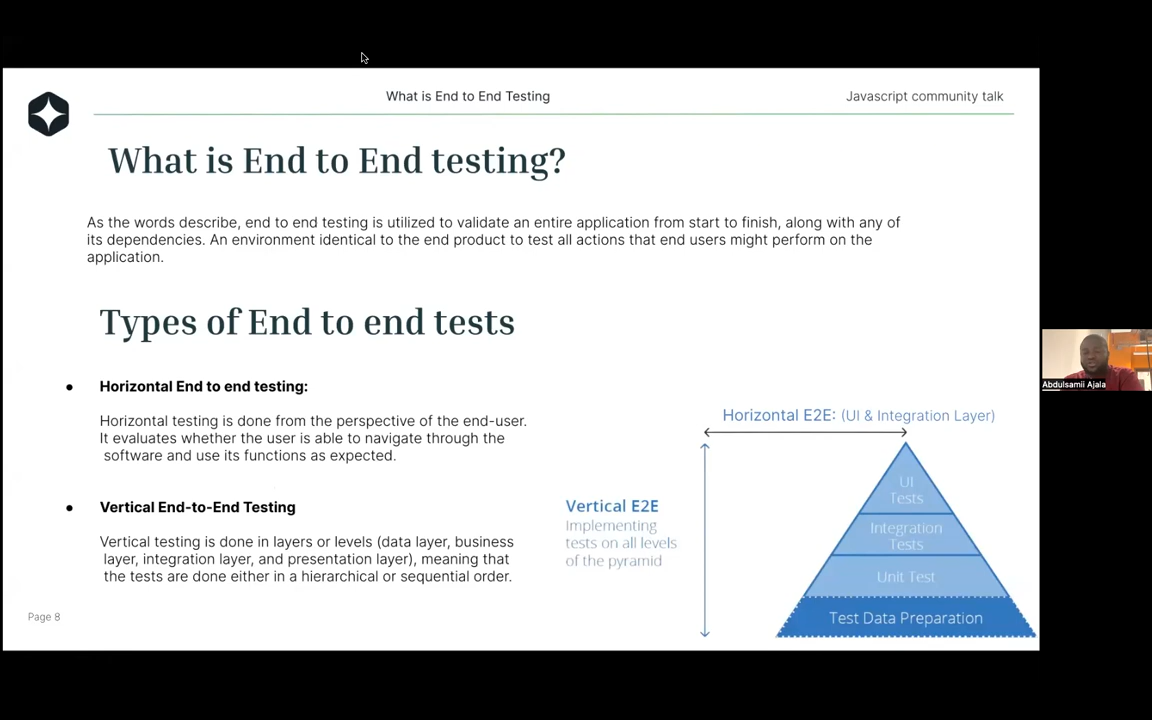 What is End to End Testing
Javascript community talk
What is End to End testing?
As the words describe, end to end testing is utilized to validate an entire application from start to finish, along with any of
its dependencies. An environment identical to the end product to test all actions that end users might perform on the
application.
Types of End to end tests
● Horizontal End to end testing:
Horizontal testing is done from the perspective of the end-user.
It evaluates whether the user is able to navigate through the
software and use its functions as expected.
● Vertical End-to-End Testing
Vertical testing is done in layers or levels (data layer, business
layer, integration layer, and presentation layer), meaning that
the tests are done either in a hierarchical or sequential order.
Horizontal E2E: (UI & Integration Layer)
Vertical E2E
Implementing
tests on all levels
of the pyramid
UI
Tests
Integration
Tests
Unit Test
Test Data Preparation
Page 8
Abdulsamii Ajala